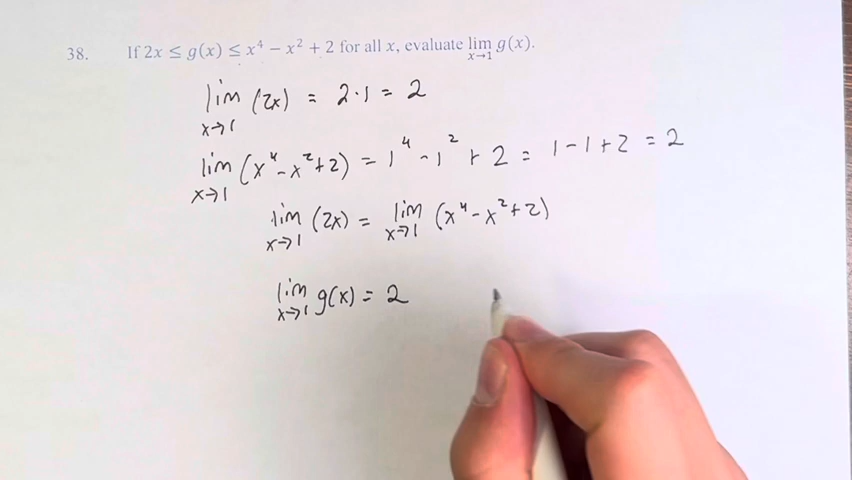 38. If 2x ≤ g(x) ≤ x⁴ − x² + 2 for all x, evaluate lim x→1 g(x).
lim x→1 (2x) = 2·1 = 2
lim x→1 (x⁴ − x² + 2) = 1⁴ − 1² + 2 = 1 − 1 + 2 = 2
lim x→1 (2x) = lim x→1 (x⁴ − x² + 2)
lim x→1 g(x) = 2